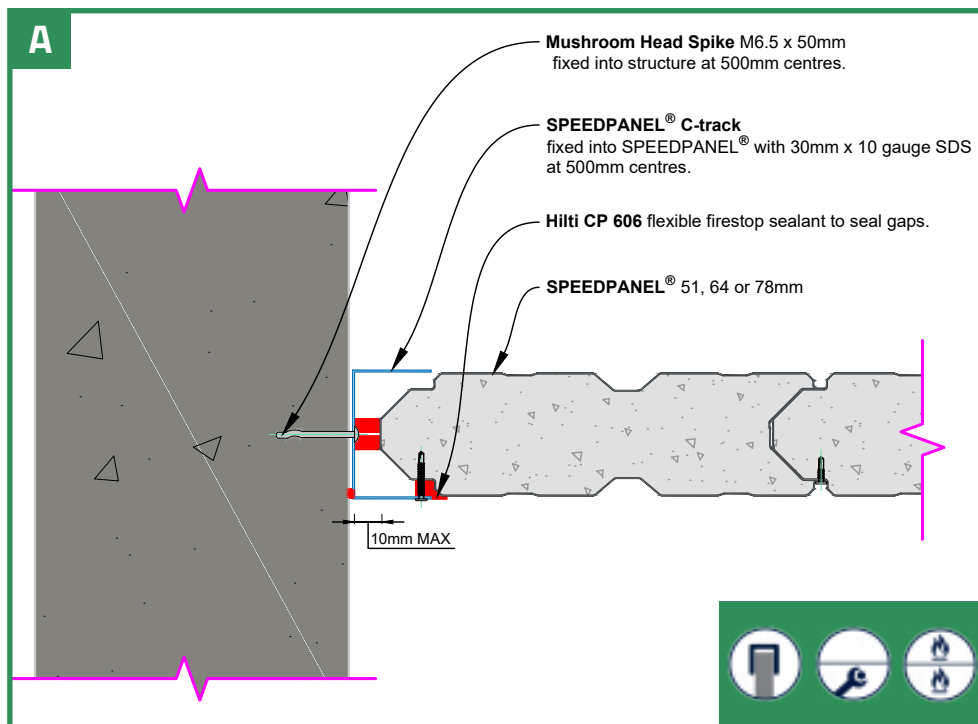 A
Mushroom Head Spike M6.5 x 50mm
fixed into structure at 500mm centres.
SPEEDPANEL® C-track
fixed into SPEEDPANEL® with 30mm x 10 gauge SDS
at 500mm centres.
Hilti CP 606 flexible firestop sealant to seal gaps.
SPEEDPANEL® 51, 64 or 78mm
10mm MAX